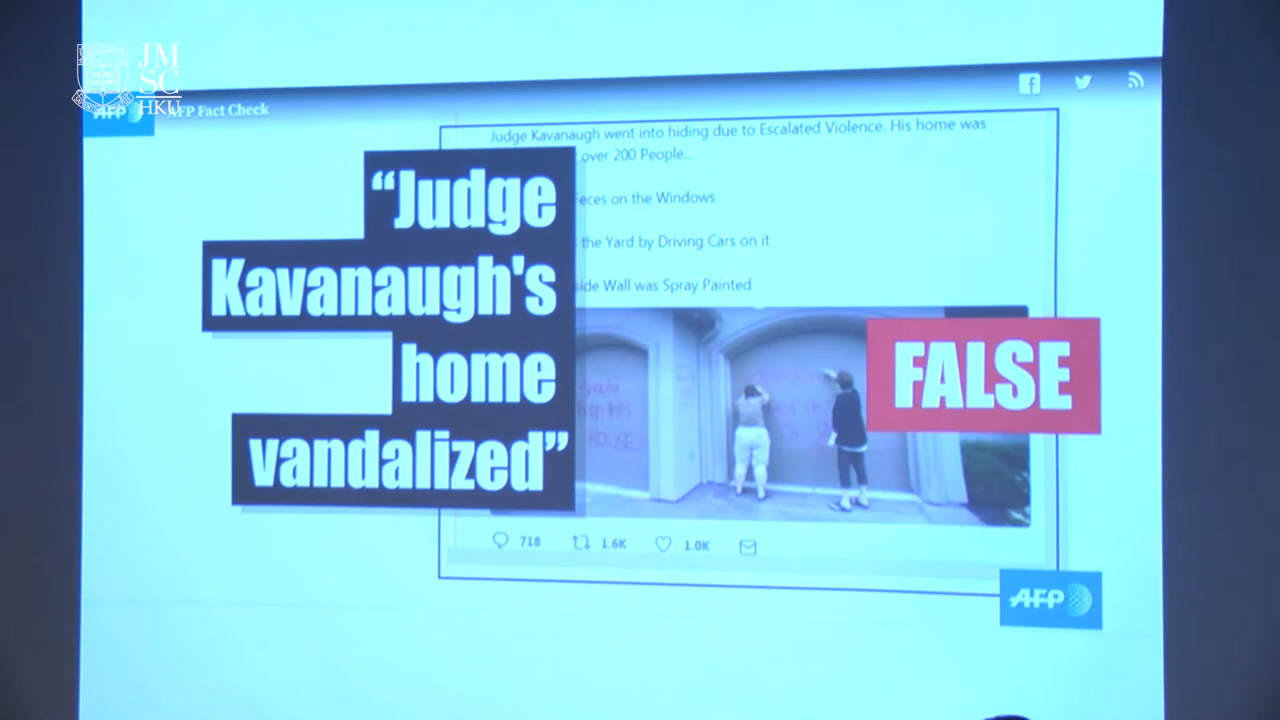 JM
SC
HKU
AFP
AFP Fact Check
Judge Kavanaugh went into hiding due to Escalated Violence. His home was
over 200 People...
Feces on the Windows
the Yard by Driving Cars on it
side Wall was Spray Painted
“Judge
Kavanaugh's
home
vandalized”
FALSE
HOUSE
718
1.6K
1.0K
AFP